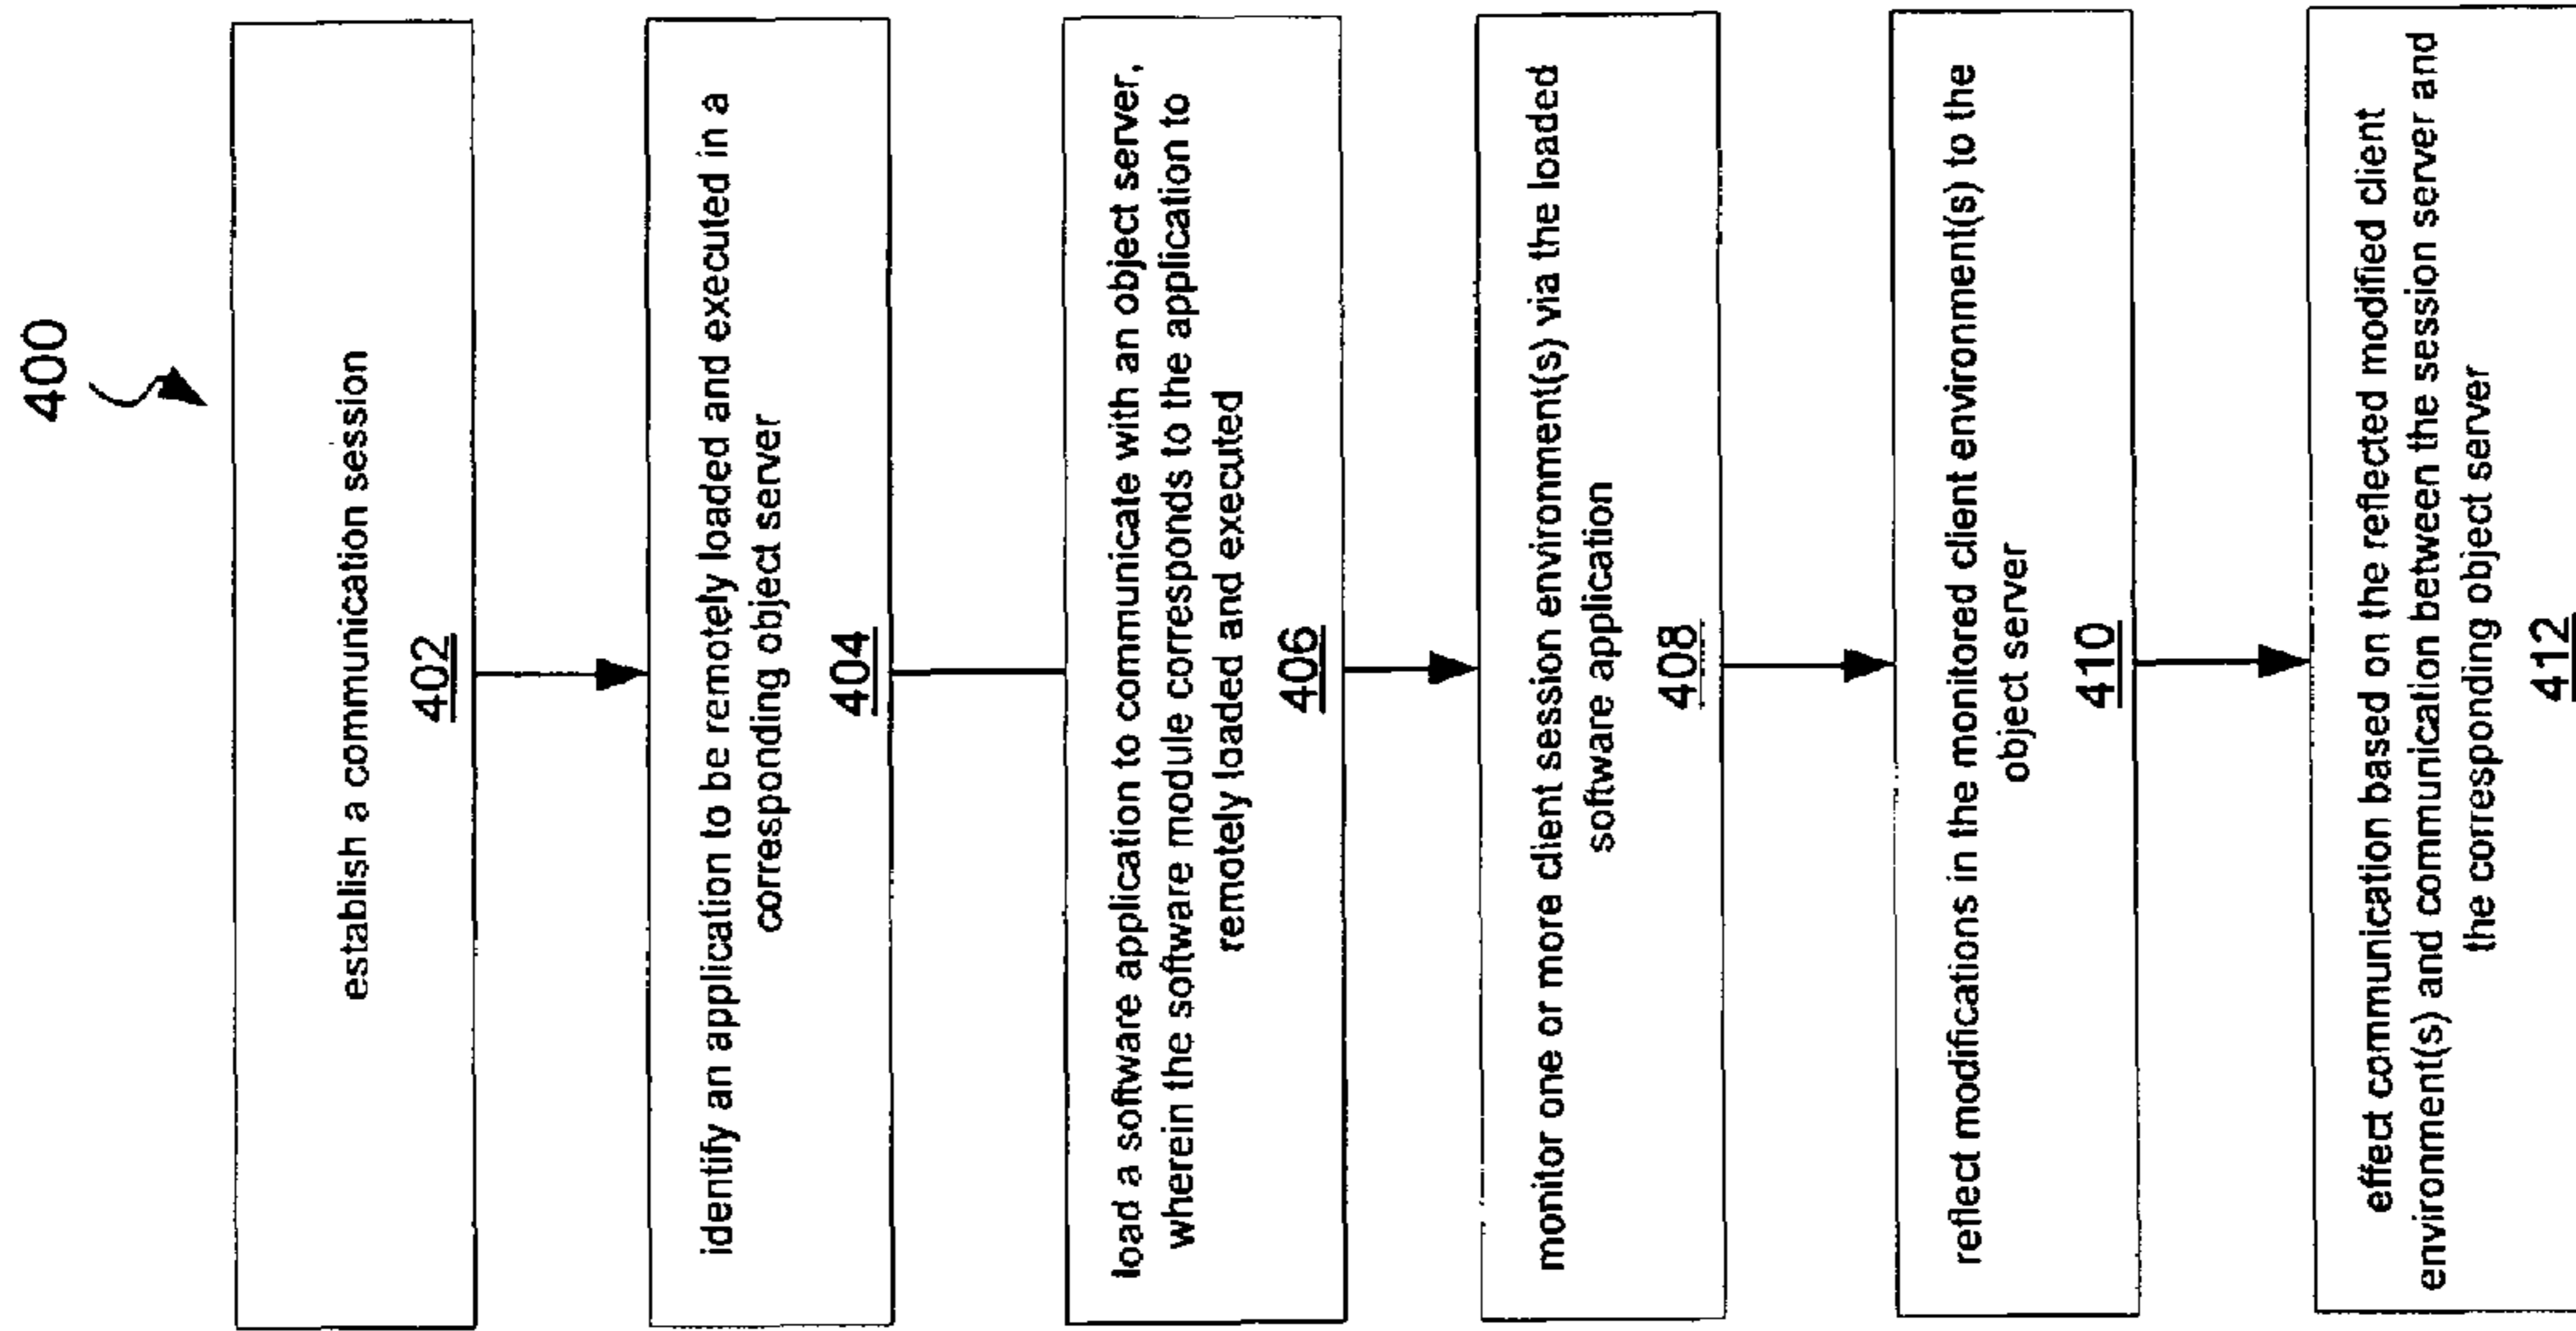 400
establish a communication session
402
identify an application to be remotely loaded and executed in a
corresponding object server
404
load a software application to communicate with an object server,
wherein the software module corresponds to the application to
remotely loaded and executed
406
monitor one or more client session environment(s) via the loaded
software application
408
reflect modifications in the monitored client environment(s) to the
object server
410
effect communication based on the reflected modified client
environment(s) and communication between the session server and
the corresponding object server
412